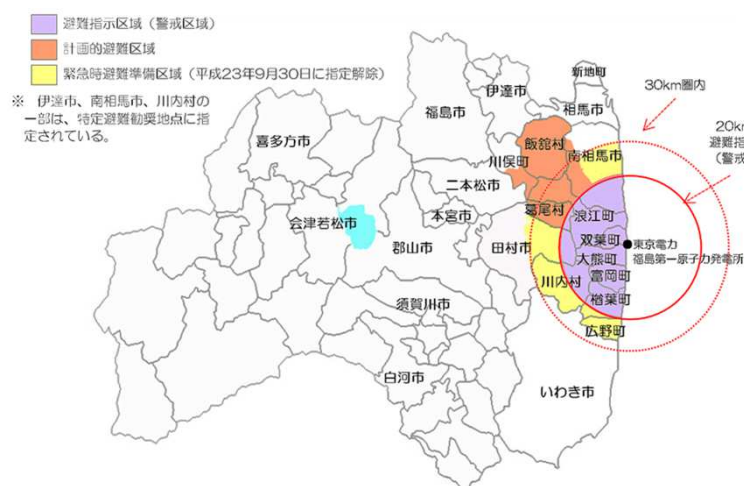 避難指示区域（警戒区域）
計画的避難区域
緊急時避難準備区域（平成23年9月30日に指定解除）
※ 伊達市、南相馬市、川内村の
一部は、特定避難勧奨地点に指
定されている。
新地町
伊達市
相馬市
福島市
30km圏内
20k
避難指
（警戒
飯舘村
南相馬市
川俣町
喜多方市
二本松市
葛尾村
浪江町
本宮市
会津若松市
双葉町
東京電力
福島第一原子力発電所
郡山市
田村市
大熊町
富岡町
川内村
楢葉町
須賀川市
広野町
白河市
いわき市